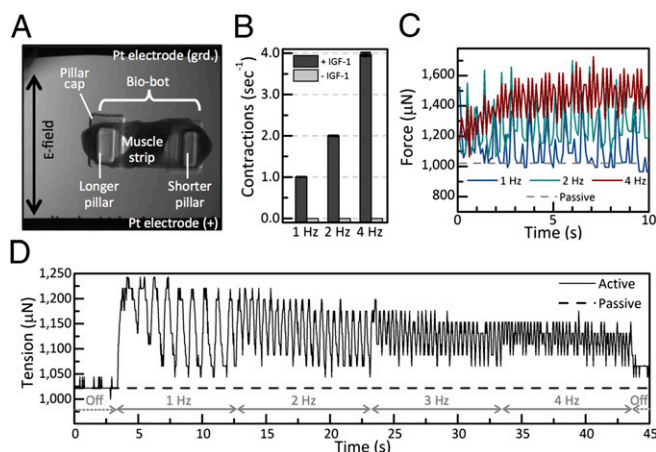 A
Pt electrode (grd.)
Pillar cap
Bio-bot
E-field
Muscle strip
Longer pillar
Shorter pillar
Pt electrode (+)
B
Contractions (sec⁻¹)
4.0
3.0
2.0
1.0
0.0
+ IGF-1
- IGF-1
1 Hz 2 Hz 4 Hz
C
Force (µN)
1,600
1,400
1,200
1,000
800
1 Hz 2 Hz 4 Hz
Passive
0 2 4 6 8 10
Time (s)
D
Tension (µN)
1,250
1,200
1,150
1,100
1,050
1,000
Active
Passive
Off 1 Hz 2 Hz 3 Hz 4 Hz Off
0 5 10 15 20 25 30 35 40 45
Time (s)